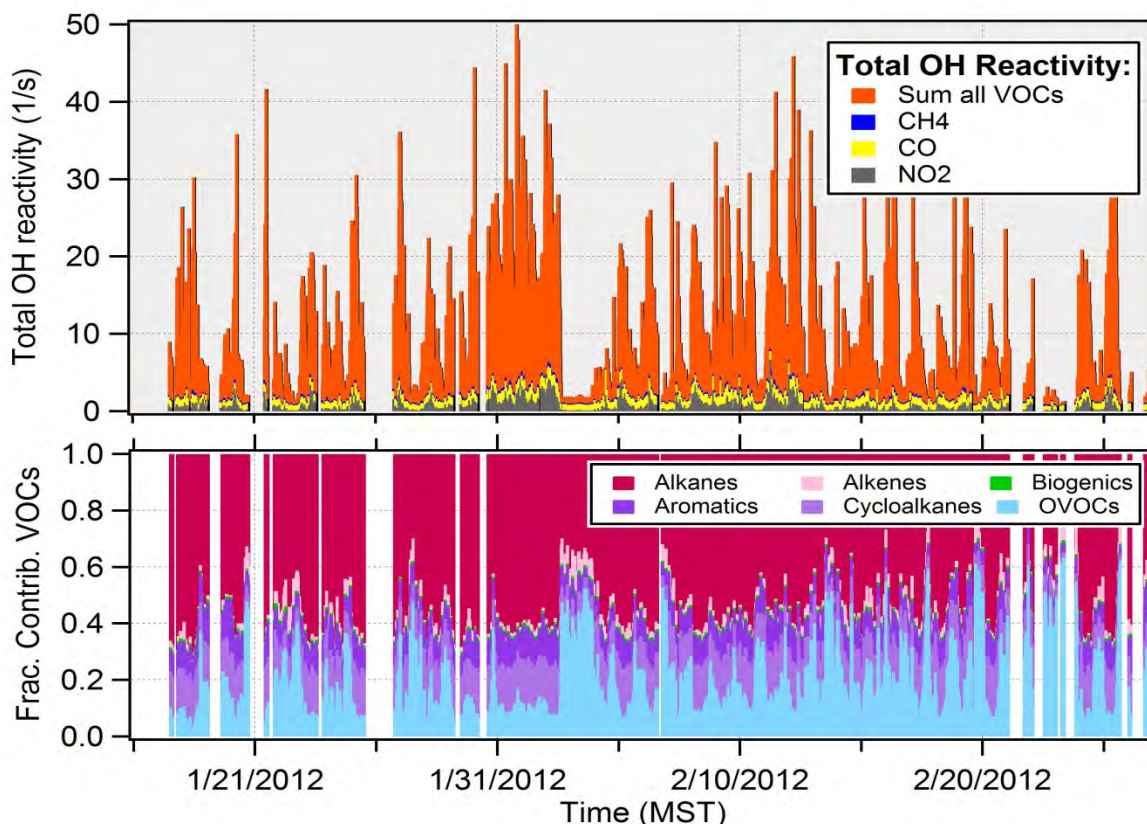 50
40
30
20
10
0
Total OH reactivity (1/s)
Total OH Reactivity:
Sum all VOCs
CH4
CO
NO2
1.0
0.8
0.6
0.4
0.2
0.0
Frac. Contrib. VOCs
Alkanes Alkenes Biogenics
Aromatics Cycloalkanes OVOCs
1/21/2012 1/31/2012 2/10/2012 2/20/2012
Time (MST)